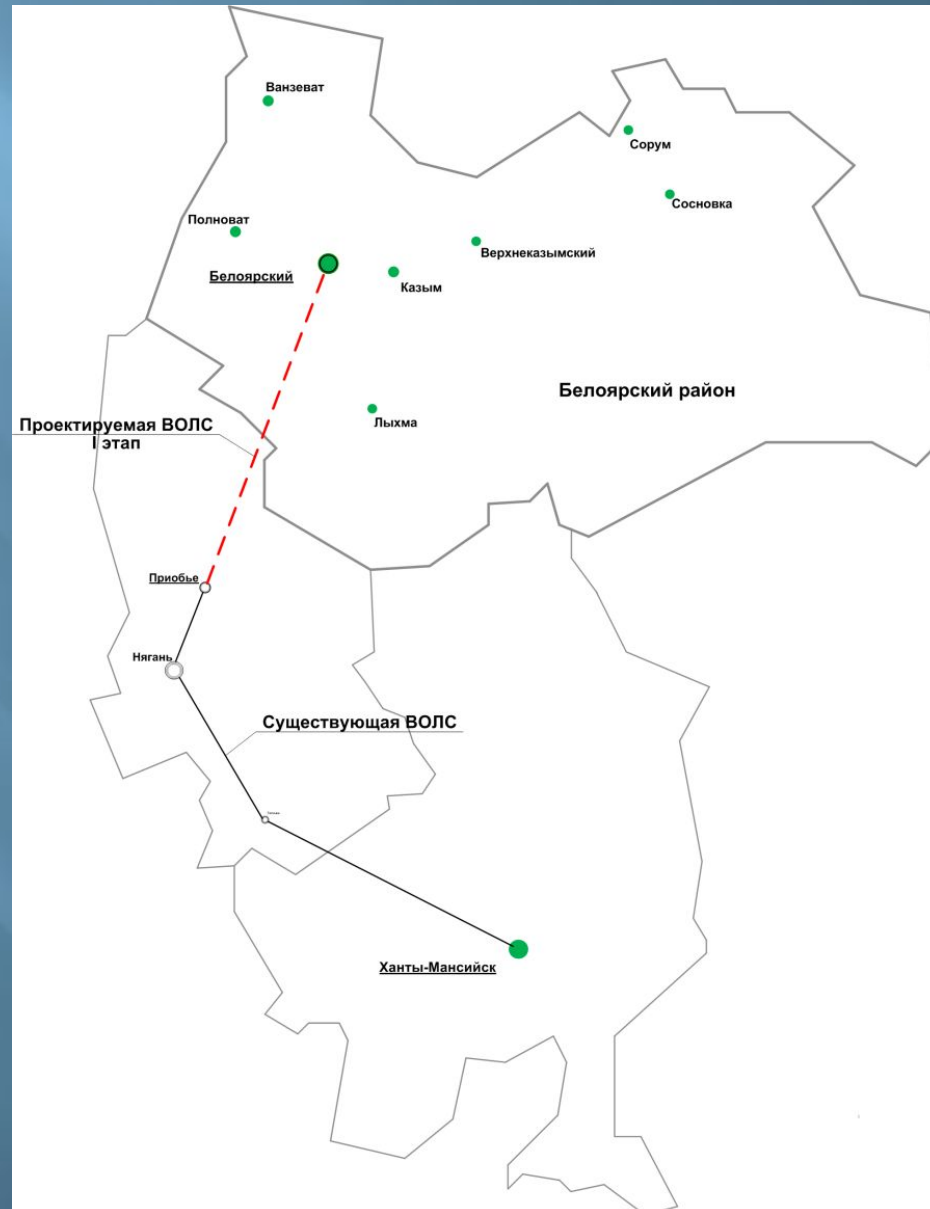 Ванзеват
Сорум
Сосновка
Полноват
Верхнеказымский
Белоярский
Казым
Белоярский район
Лыхма
Проектируемая ВОЛС
I этап
Приобье
Нягань
Существующая ВОЛС
Ханты-Мансийск